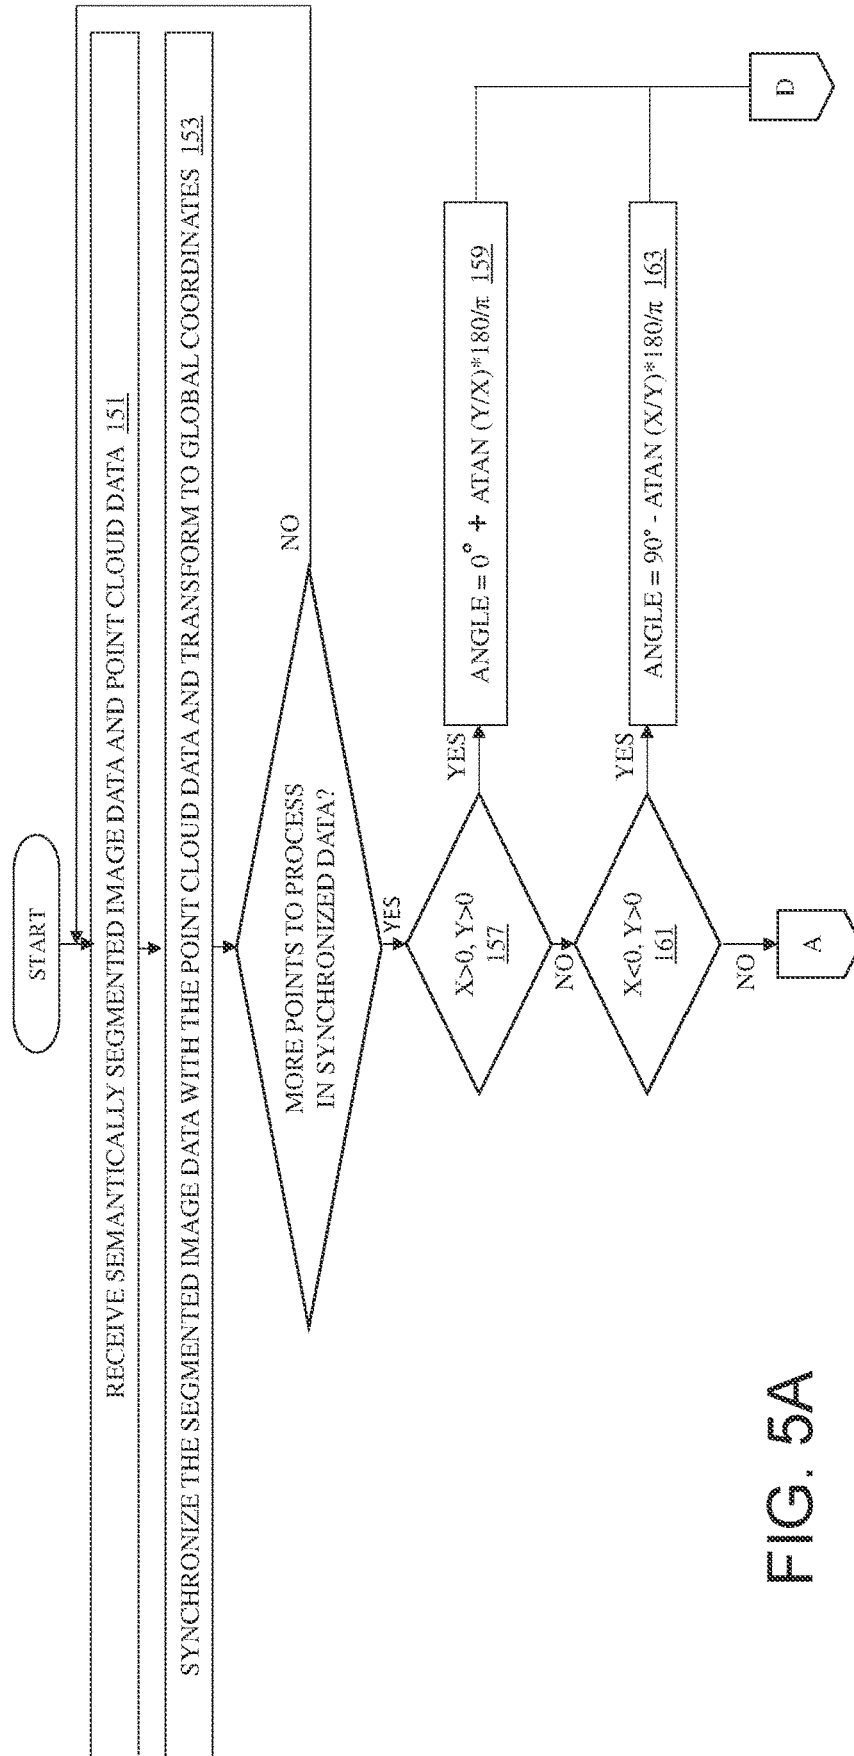 START
RECEIVE SEMANTICALLY SEGMENTED IMAGE DATA AND POINT CLOUD DATA 151
SYNCHRONIZE THE SEGMENTED IMAGE DATA WITH THE POINT CLOUD DATA AND TRANSFORM TO GLOBAL COORDINATES 153
MORE POINTS TO PROCESS
IN SYNCHRONIZED DATA?
NO
YES
X>0, Y>0
157
YES
ANGLE = 0° + ATAN (Y/X)*180/π 159
NO
X<0, Y>0
161
YES
ANGLE = 90° - ATAN (X/Y)*180/π 163
NO
A
D
FIG. 5A